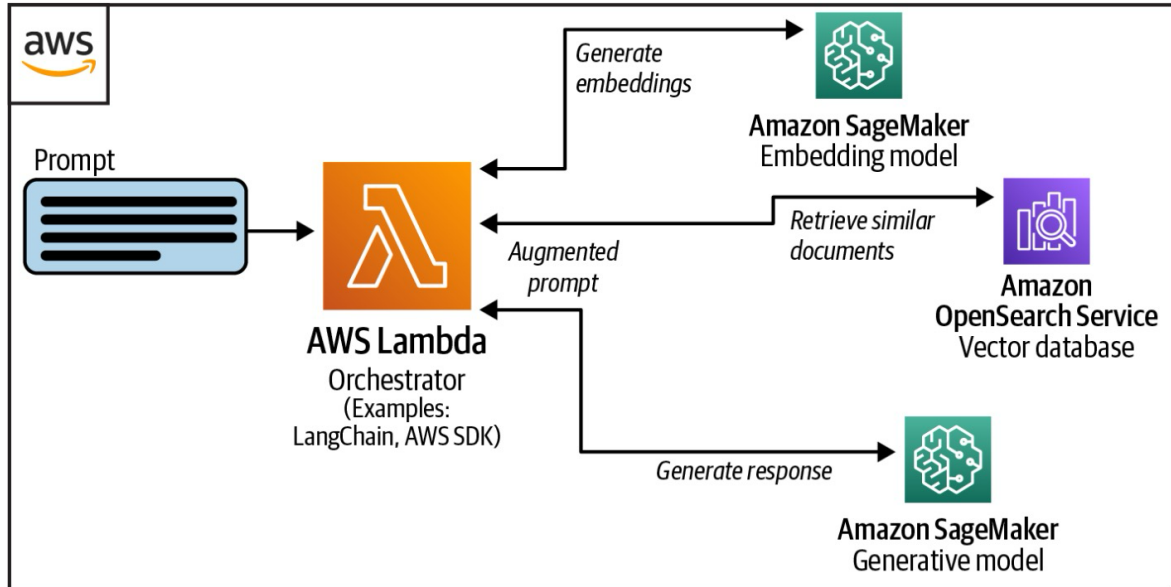 aws
Prompt
Generate
embeddings
Amazon SageMaker
Embedding model
Augmented
prompt
Retrieve similar
documents
Amazon
OpenSearch Service
Vector database
AWS Lambda
Orchestrator
(Examples:
LangChain, AWS SDK)
Generate response
Amazon SageMaker
Generative model